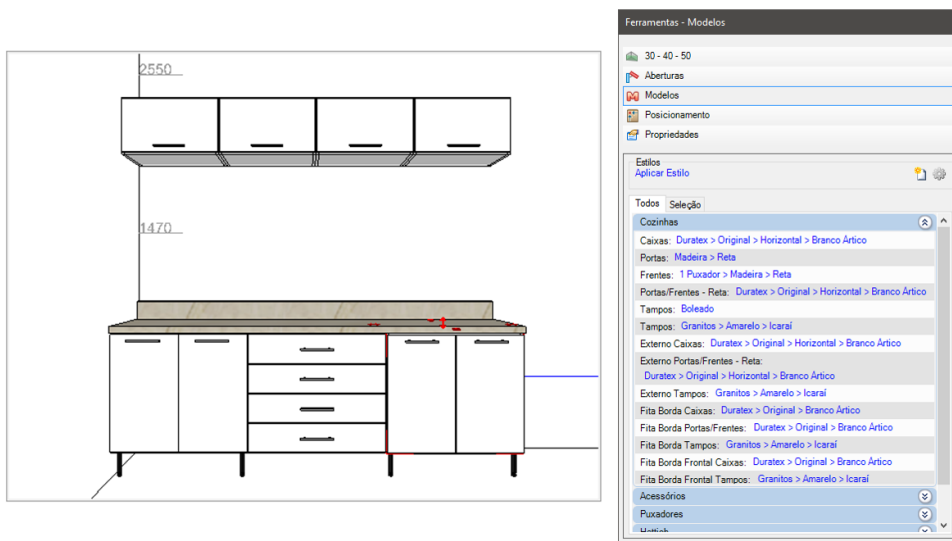 2550
1470
Ferramentas - Modelos
30 - 40 - 50
Aberturas
Modelos
Posicionamento
Propriedades
Estilos
Aplicar Estilo
Todos Seleção
Cozinhas
Caixas: Duratex > Original > Horizontal > Branco Ártico
Portas: Madeira > Reta
Frentes: 1 Puxador > Madeira > Reta
Portas/Frentes - Reta: Duratex > Original > Horizontal > Branco Ártico
Tampos: Boleado
Tampos: Granitos > Amarelo > Icaraí
Externo Caixas: Duratex > Original > Horizontal > Branco Ártico
Externo Portas/Frentes - Reta:
Duratex > Original > Horizontal > Branco Ártico
Externo Tampos: Granitos > Amarelo > Icaraí
Fita Borda Caixas: Duratex > Original > Branco Ártico
Fita Borda Portas/Frentes: Duratex > Original > Branco Ártico
Fita Borda Tampos: Granitos > Amarelo > Icaraí
Fita Borda Frontal Caixas: Duratex > Original > Branco Ártico
Fita Borda Frontal Tampos: Granitos > Amarelo > Icaraí
Acessórios
Puxadores